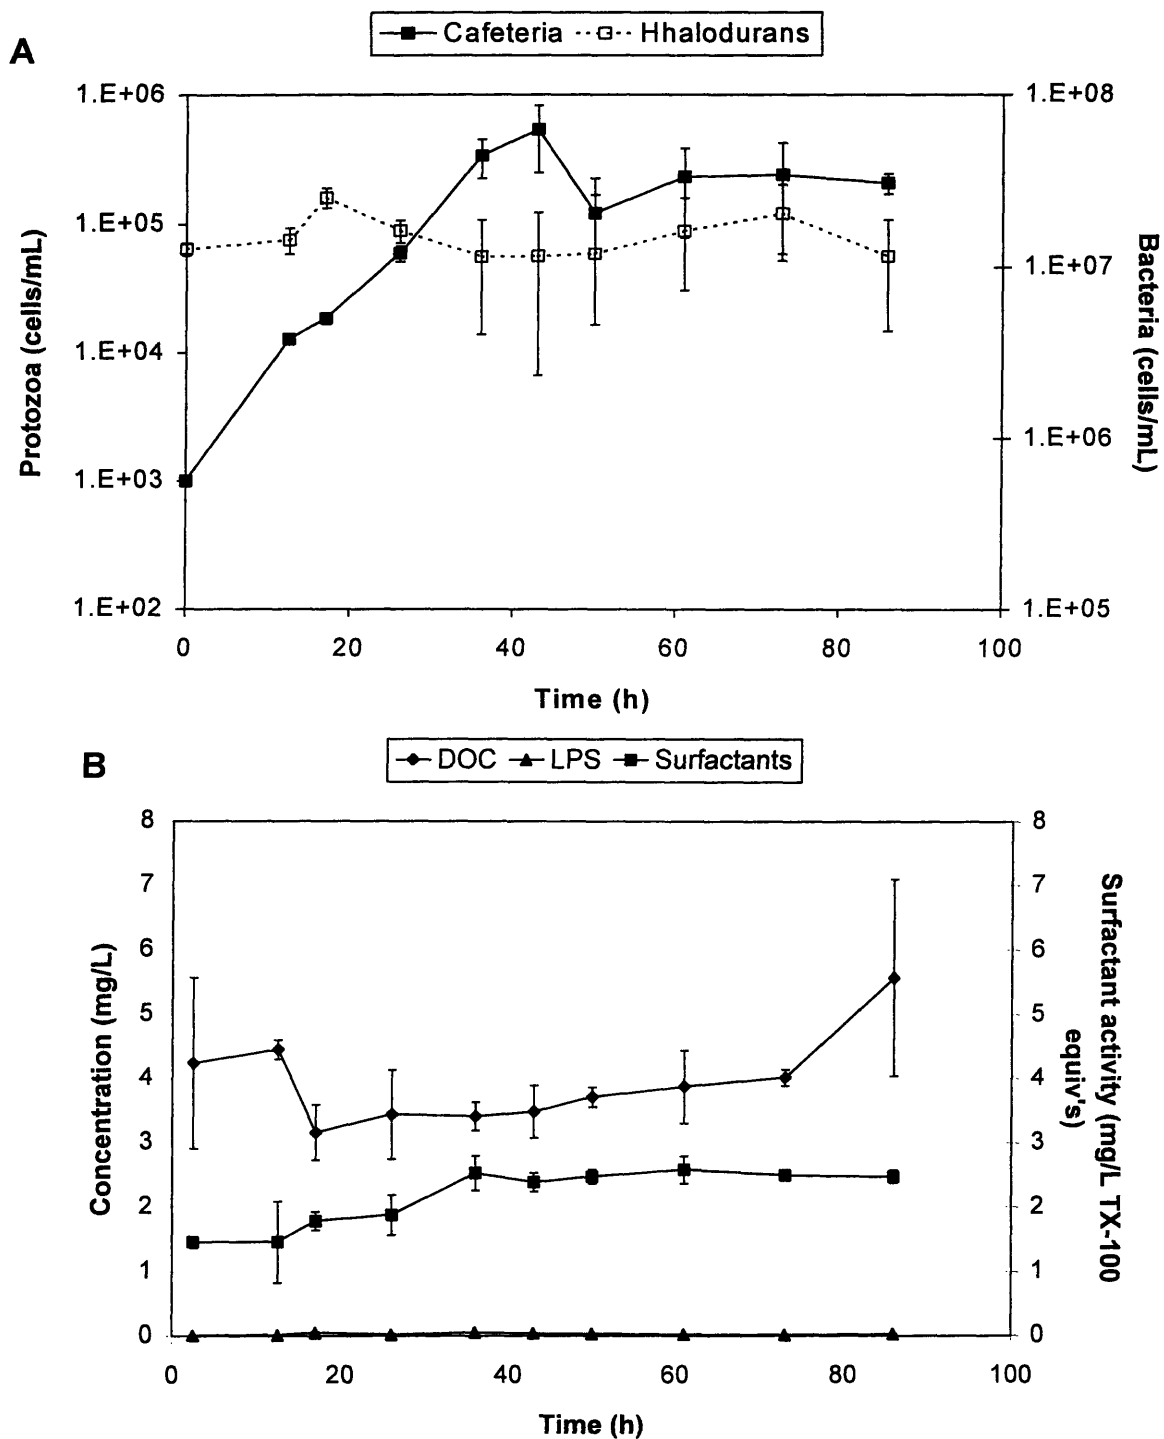 A
Cafeteria Hhalodurans
1.E+06
1.E+05
1.E+04
1.E+03
1.E+02
Protozoa (cells/mL)
1.E+08
1.E+07
1.E+06
1.E+05
Bacteria (cells/mL)
0 20 40 60 80 100
Time (h)
B
DOC LPS Surfactants
8
7
6
5
4
3
2
1
0
Concentration (mg/L)
8
7
6
5
4
3
2
1
0
Surfactant activity (mg/L TX-100
equiv's)
0 20 40 60 80 100
Time (h)